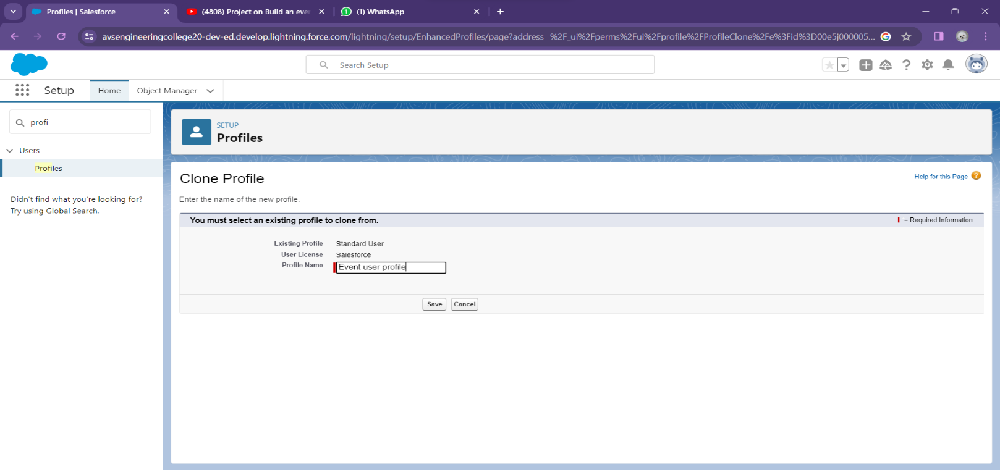 Profiles | Salesforce
(4808) Project on Build an ever
(1) WhatsApp
avsengineeringcollege20-dev-ed.develop.lightning.force.com/lightning/setup/EnhancedProfiles/page?address=%2F_ui%2Fperms%2Fui%2Fprofile%2FProfileClone%2Fe%3Fid%3D00e5j000005...
Search Setup
Setup
Home
Object Manager
profi
Users
Profiles
Didn't find what you're looking for?
Try using Global Search.
SETUP
Profiles
Clone Profile
Help for this Page ?
Enter the name of the new profile.
You must select an existing profile to clone from.
= Required Information
Existing Profile Standard User
User License Salesforce
Profile Name Event user profile
Save Cancel